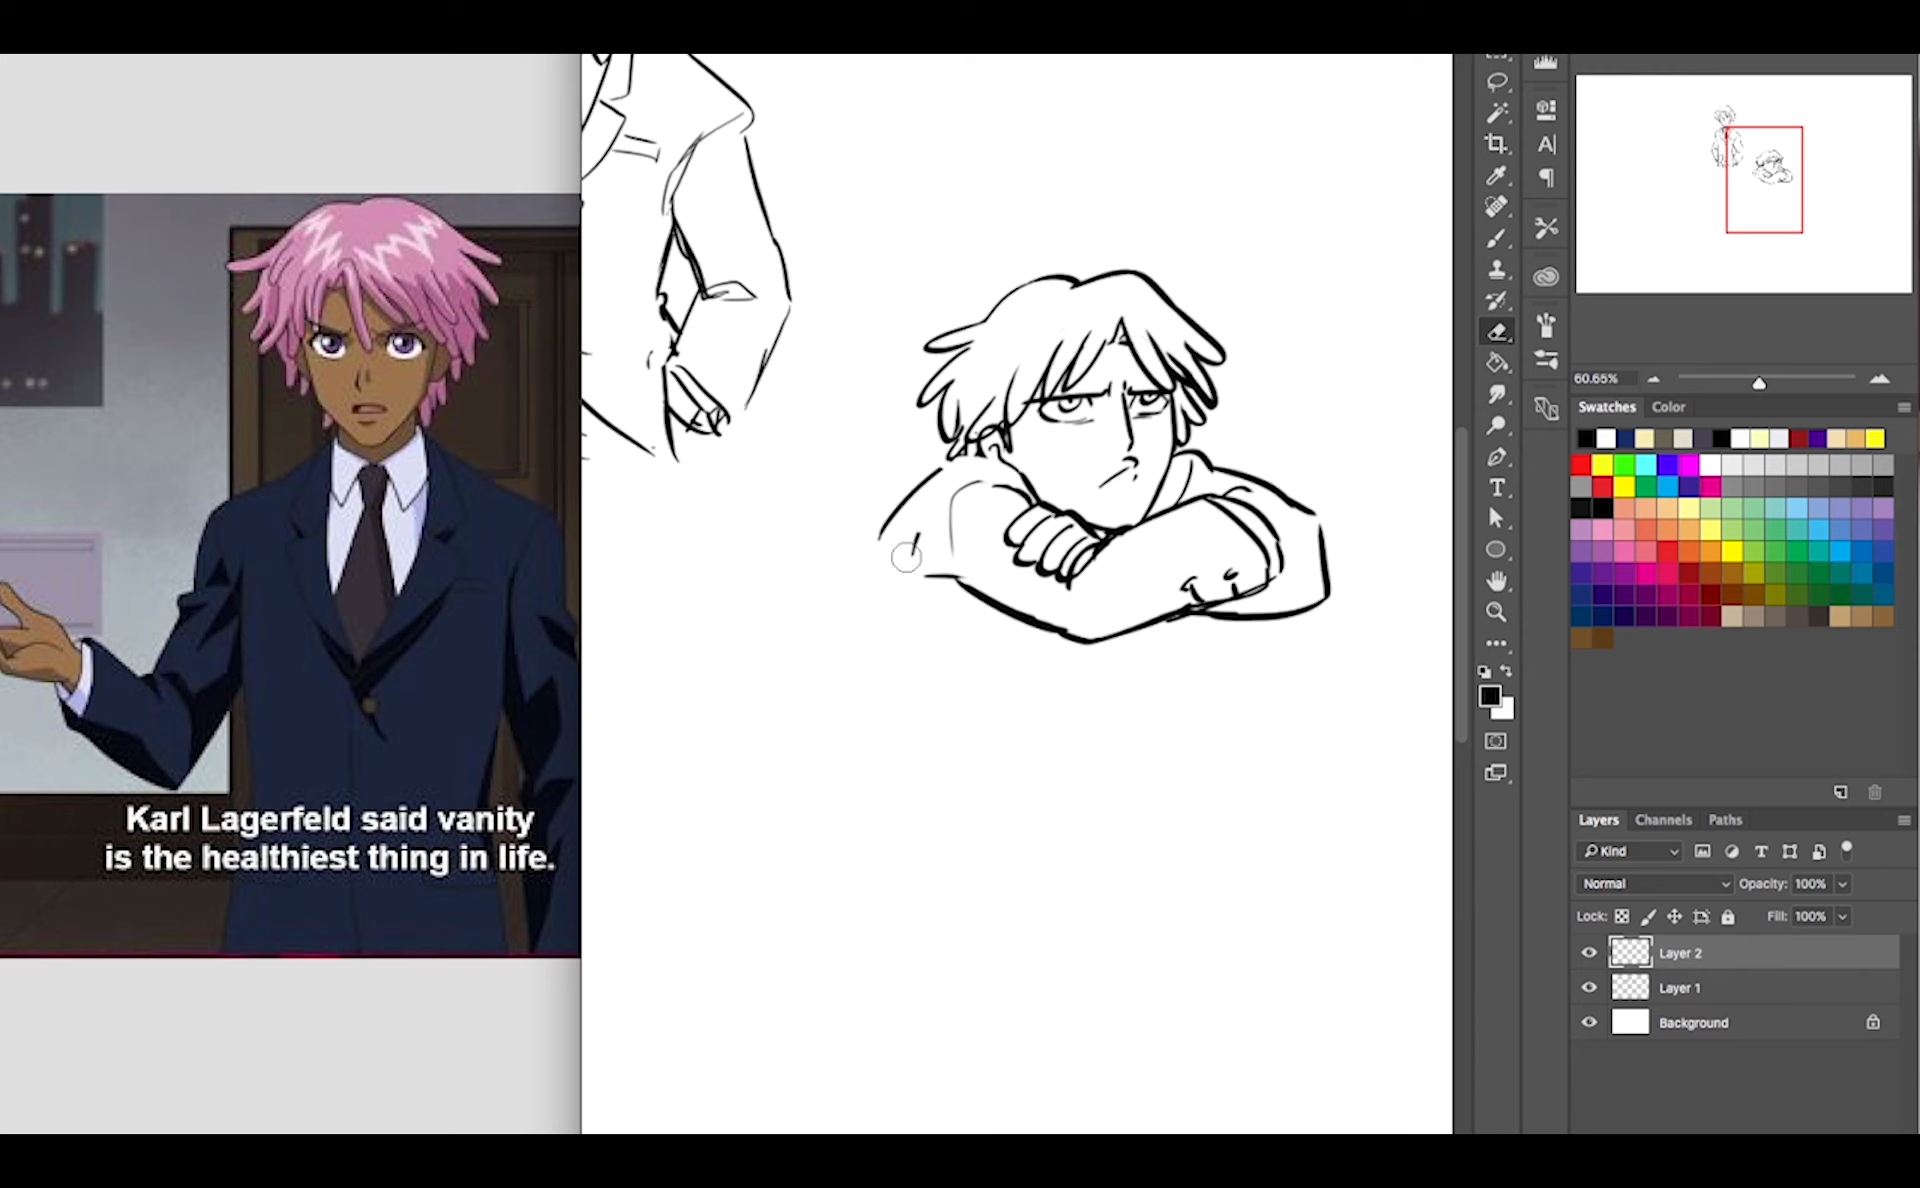 Karl Lagerfeld said vanity
is the healthiest thing in life.
60.65%
Swatches Color
Layers Channels Paths
Kind
Normal Opacity: 100%
Lock: Fill: 100%
Layer 2
Layer 1
Background